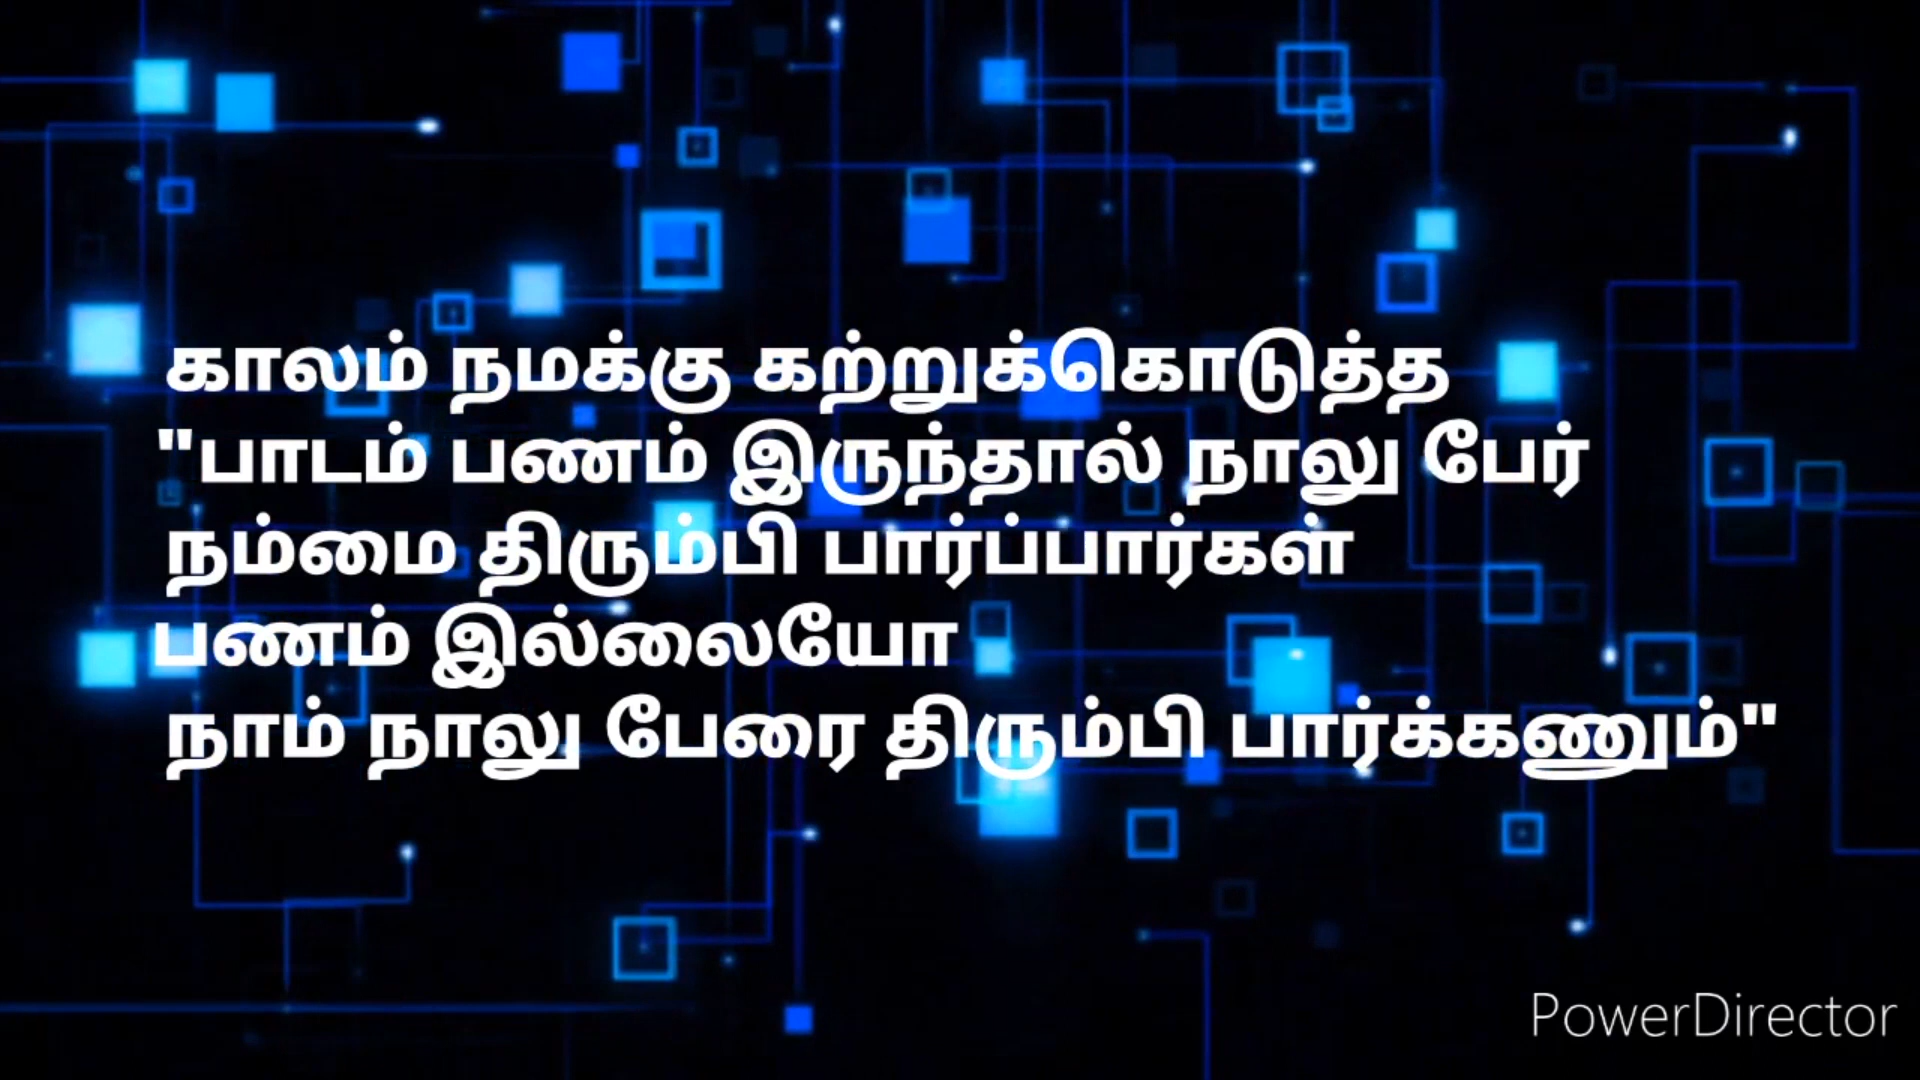 காலம் நமக்கு கற்றுக்கொடுத்த
"பாடம் பணம் இருந்தால் நாலு பேர்
நம்மை திரும்பி பார்ப்பார்கள்
பணம் இல்லையோ
நாம் நாலு பேரை திரும்பி பார்க்கணும்"
PowerDirector